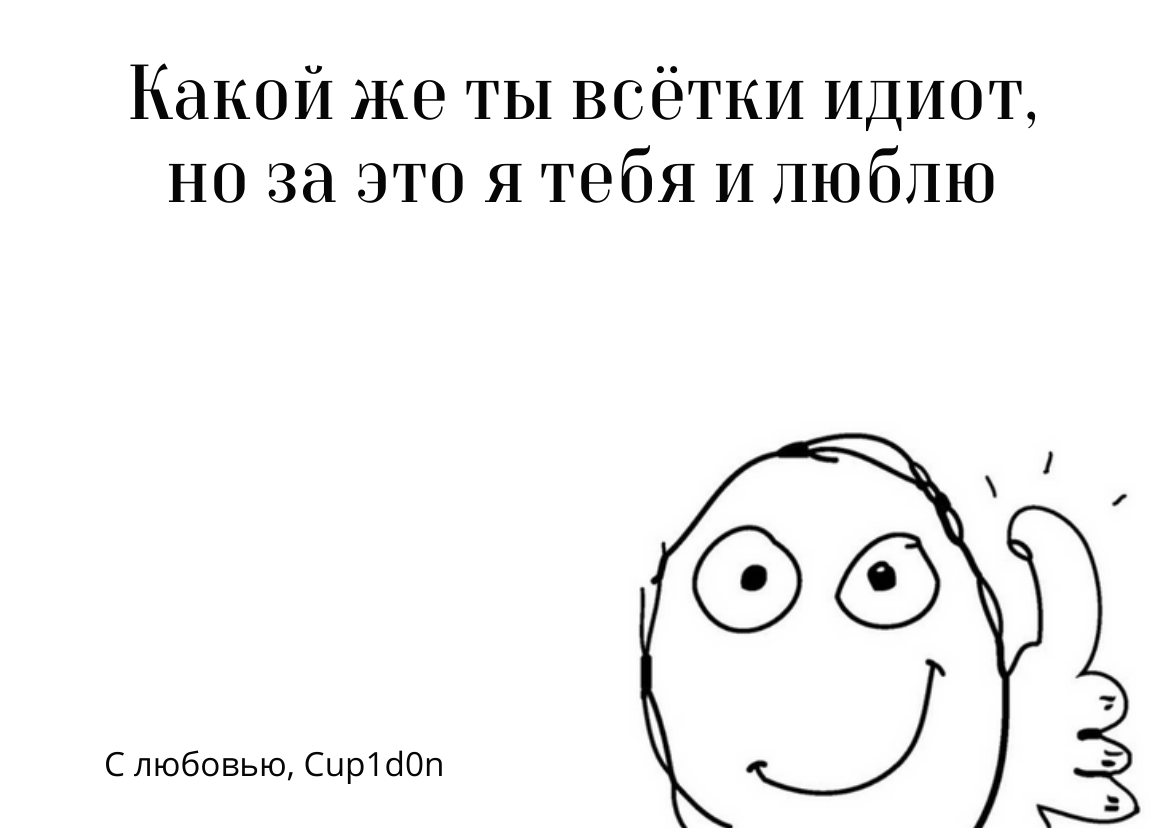 Какой же ты всётки идиот,
но за это я тебя и люблю
С любовью, Cup1d0n